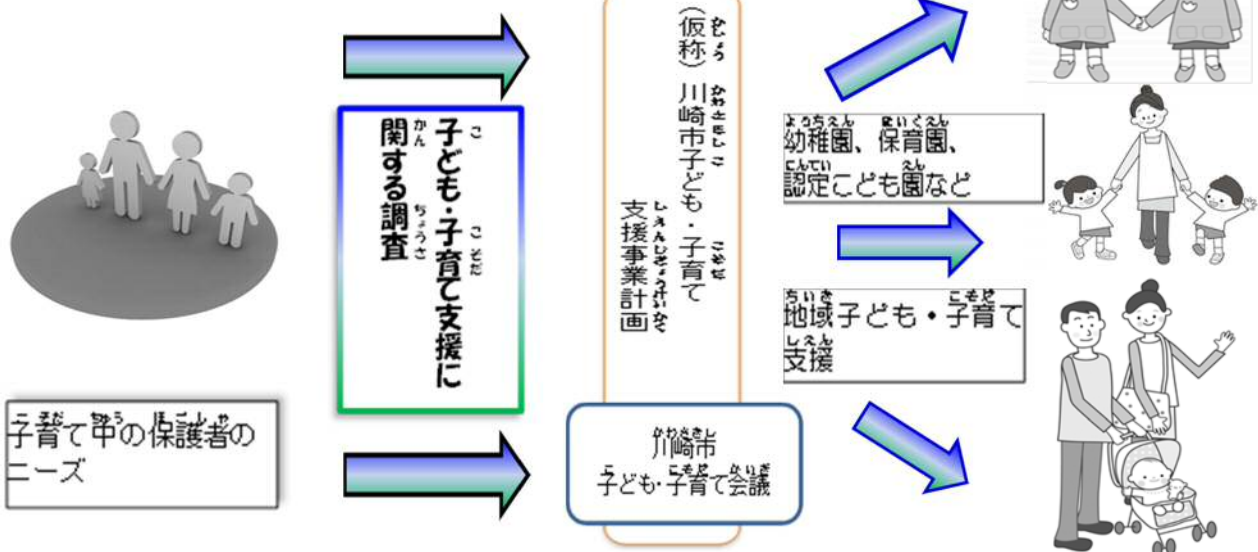 子育て中の保護者の
ニーズ
子ども・子育て支援に
関する調査
(仮称)川崎市子ども・子育て
支援事業計画
川崎市
子ども・子育て会議
幼稚園、保育園、
認定こども園など
地域子ども・子育て
支援